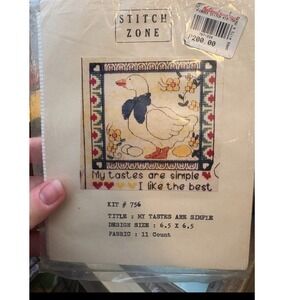 STITCH
ZONE
200.00
My tastes are simple
I like the best
KIT # 756
TITLE : MY TASTES ARE SIMPLE
DESIGN SIZE : 6.5 X 6.5
FABRIC : 11 Count